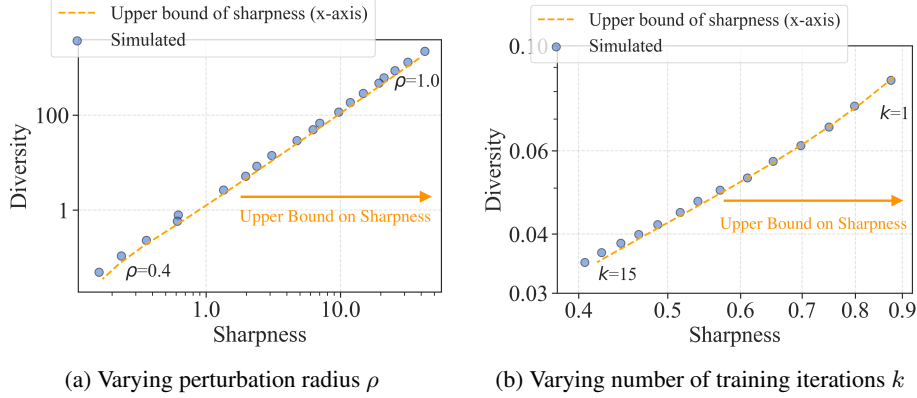 Upper bound of sharpness (x-axis)
Simulated
100
1
Diversity
ρ=1.0
Upper Bound on Sharpness
ρ=0.4
1.0
10.0
Sharpness
(a) Varying perturbation radius ρ
Upper bound of sharpness (x-axis)
Simulated
0.10
0.06
0.04
0.03
Diversity
k=1
Upper Bound on Sharpness
k=15
0.4
0.5
0.6
0.7
0.8
0.9
Sharpness
(b) Varying number of training iterations k